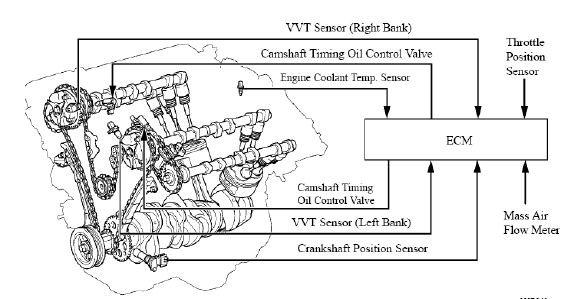 VVT Sensor (Right Bank)
Camshaft Timing Oil Control Valve
Throttle
Position
Sensor
Engine Coolant Temp. Sensor
ECM
Camshaft Timing
Oil Control Valve
VVT Sensor (Left Bank)
Mass Air
Flow Meter
Crankshaft Position Sensor